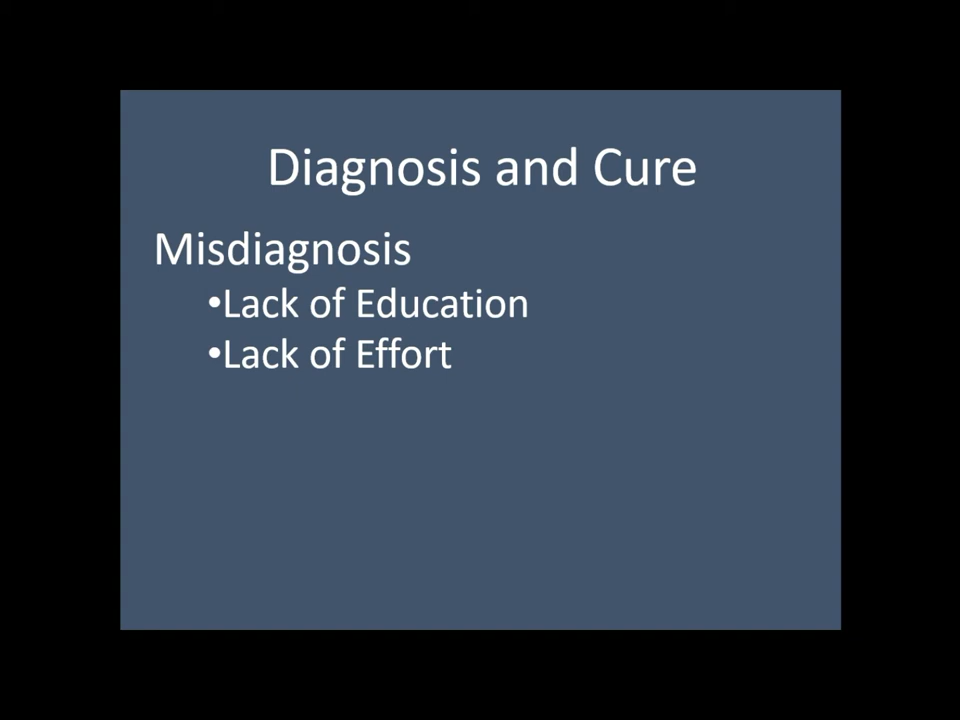 Diagnosis and Cure
Misdiagnosis
•Lack of Education
•Lack of Effort